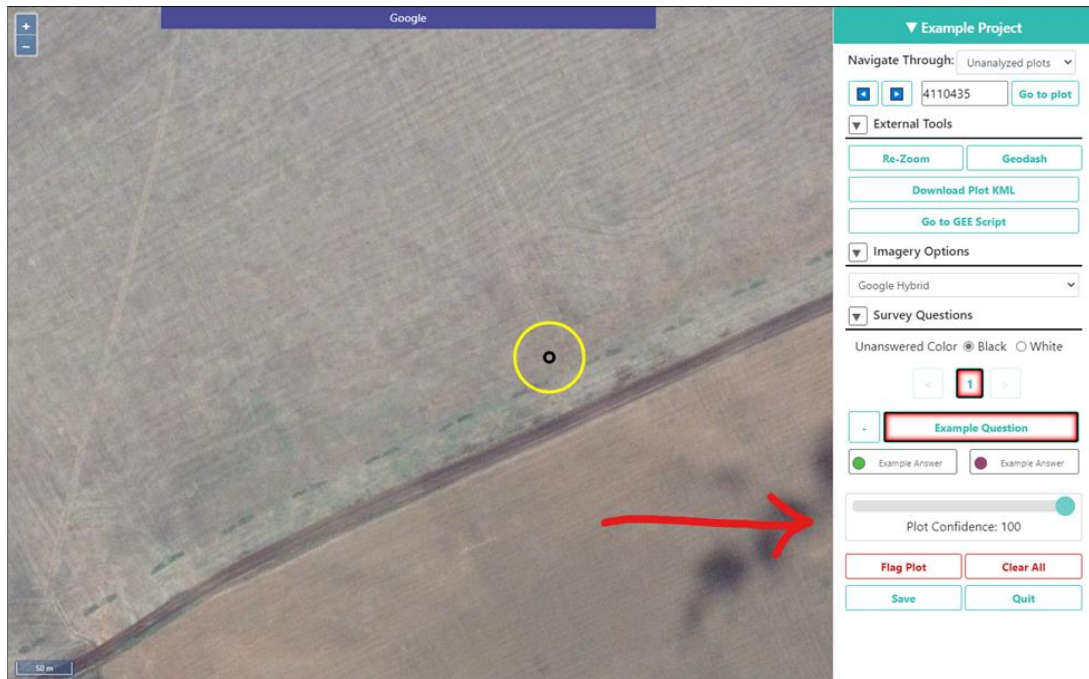 +
-
Google
50 m
▼ Example Project
Navigate Through: Unanalyzed plots
4110435 Go to plot
▼ External Tools
Re-Zoom Geodash
Download Plot KML
Go to GEE Script
▼ Imagery Options
Google Hybrid
▼ Survey Questions
Unanswered Color Black White
< 1 >
- Example Question
Example Answer Example Answer
Plot Confidence: 100
Flag Plot Clear All
Save Quit